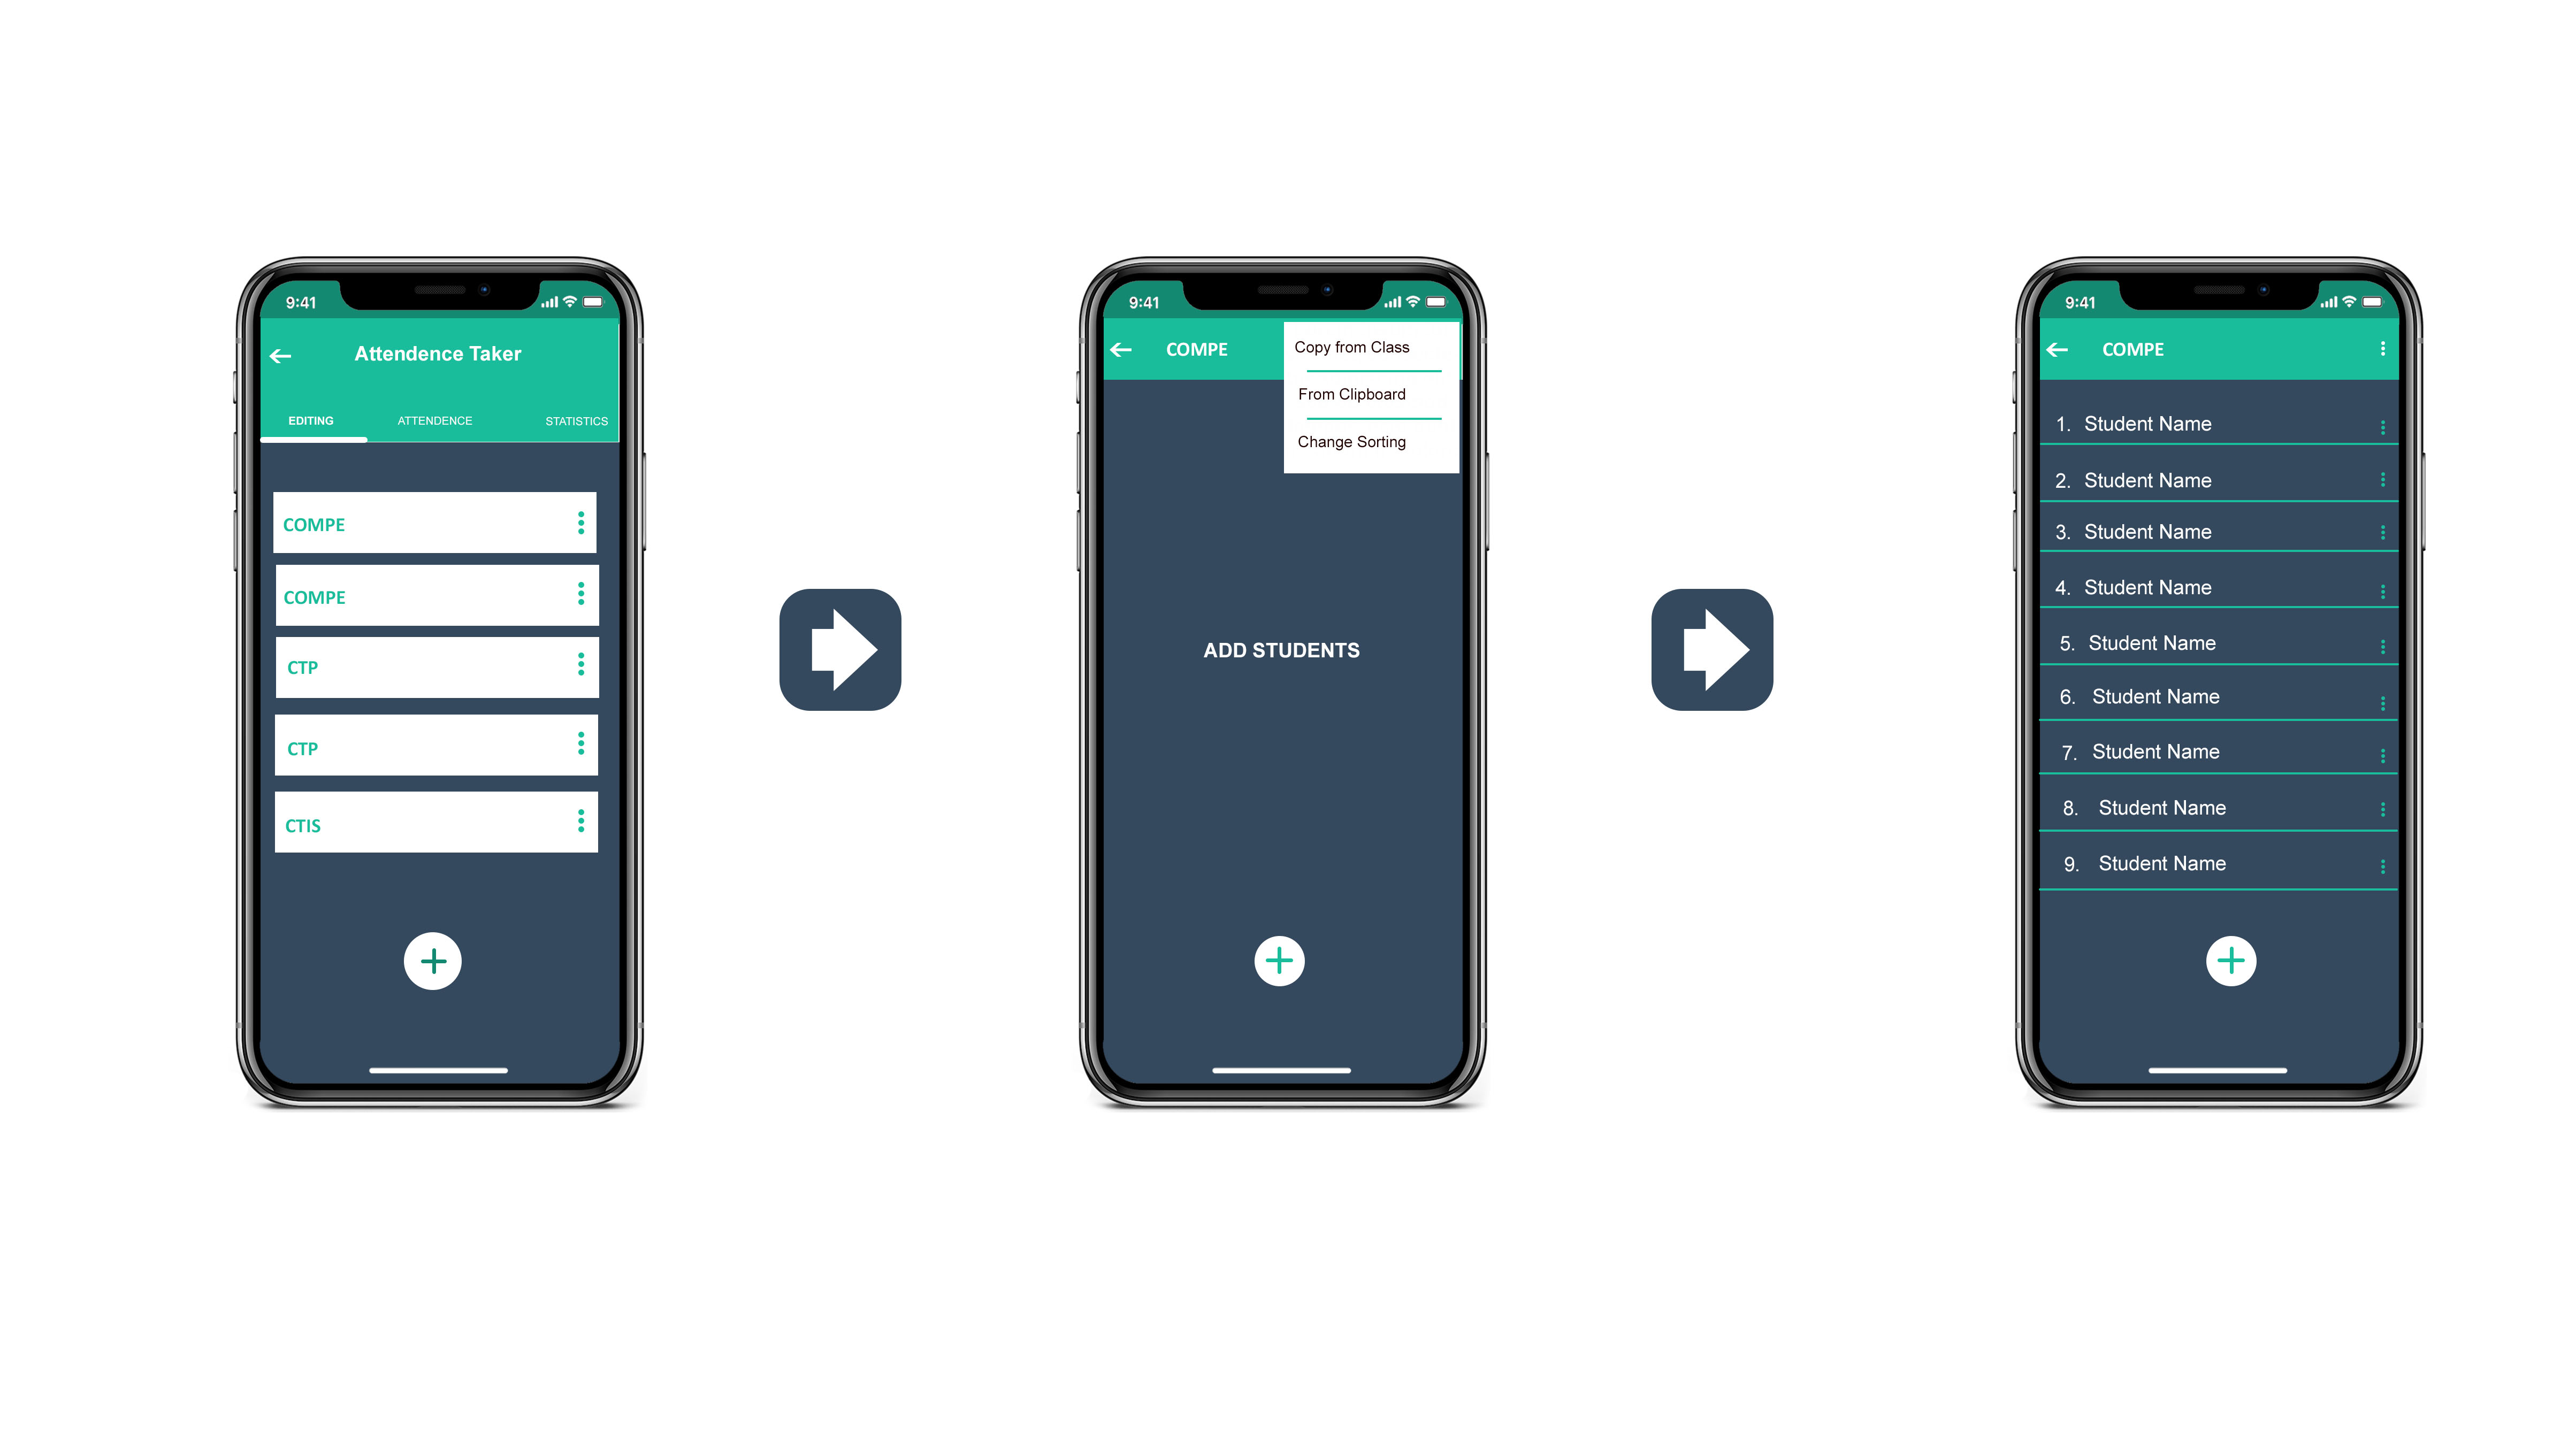 9:41
Attendence Taker
EDITING ATTENDENCE STATISTICS
COMPE
COMPE
CTP
CTP
CTIS
9:41
COMPE
Copy from Class
From Clipboard
Change Sorting
ADD STUDENTS
9:41
COMPE
1. Student Name
2. Student Name
3. Student Name
4. Student Name
5. Student Name
6. Student Name
7. Student Name
8. Student Name
9. Student Name